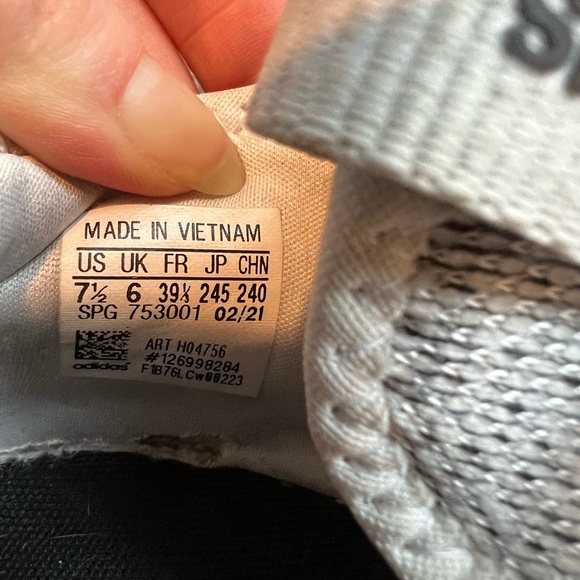 MADE IN VIETNAM
US UK FR JP CHN
7½ 6 39⅓ 245 240
SPG 753001 02/21
ART H04756
#126998284
adidas F1B76LCw00223